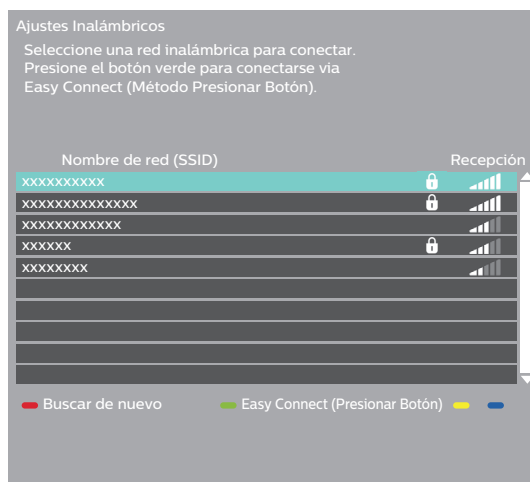 Ajustes Inalámbricos
Seleccione una red inalámbrica para conectar.
Presione el botón verde para conectarse via
Easy Connect (Método Presionar Botón).
Nombre de red (SSID) Recepción
xxxxxxxxxx
xxxxxxxxxxxxxx
xxxxxxxxxxxx
xxxxxx
xxxxxxxx
Buscar de nuevo Easy Connect (Presionar Botón)